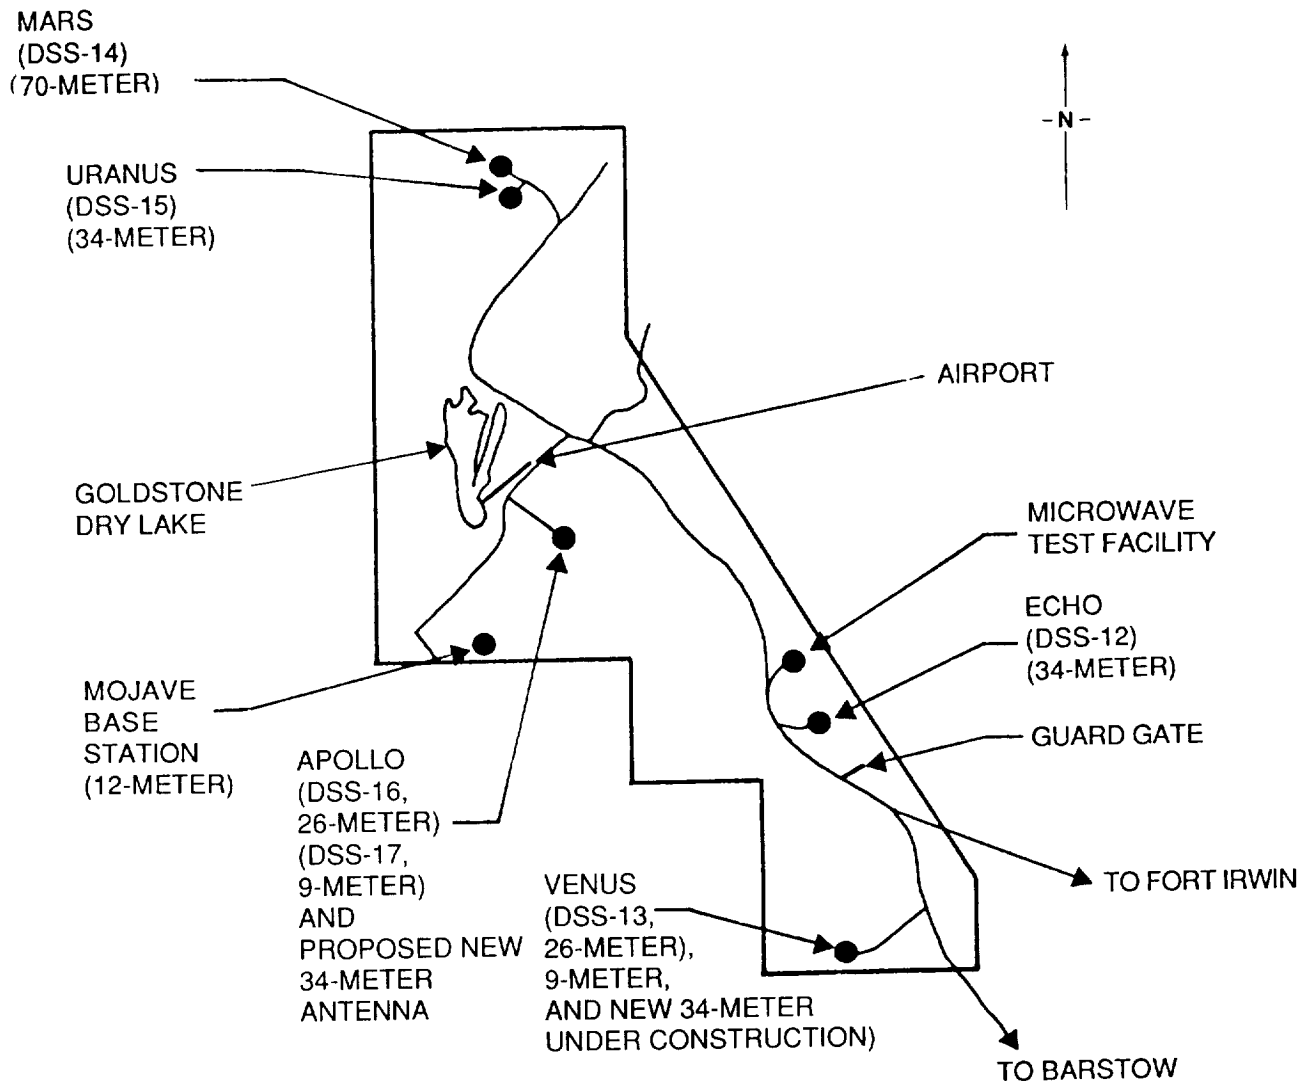 MARS
(DSS-14)
(70-METER)
-N-
URANUS
(DSS-15)
(34-METER)
AIRPORT
GOLDSTONE
DRY LAKE
MICROWAVE
TEST FACILITY
ECHO
(DSS-12)
(34-METER)
GUARD GATE
MOJAVE
BASE
STATION
(12-METER)
APOLLO
(DSS-16,
26-METER)
(DSS-17,
9-METER)
AND
PROPOSED NEW
34-METER
ANTENNA
VENUS
(DSS-13,
26-METER),
9-METER,
AND NEW 34-METER
UNDER CONSTRUCTION)
TO FORT IRWIN
TO BARSTOW